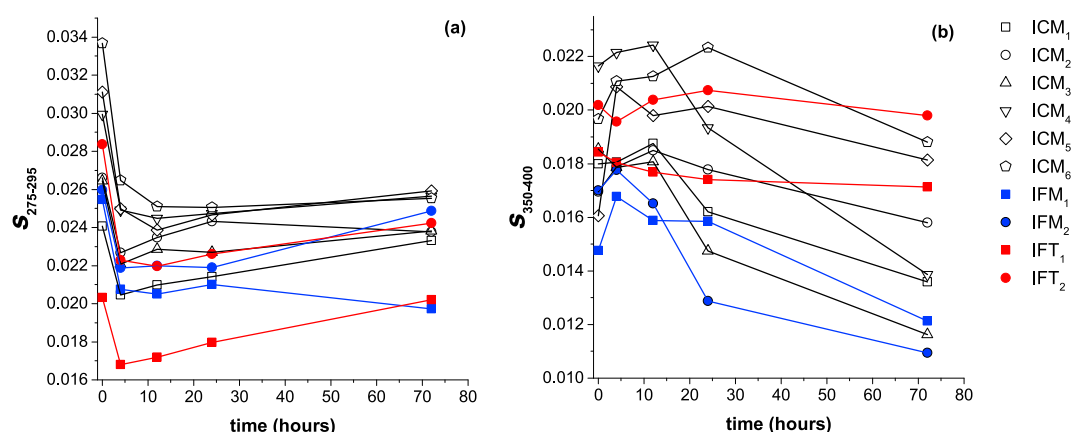 (a)
0.034
0.032
0.030
0.028
0.026
0.024
0.022
0.020
0.018
0.016
S275-295
0 10 20 30 40 50 60 70 80
time (hours)
(b)
0.022
0.020
0.018
0.016
0.014
0.012
0.010
S350-400
0 10 20 30 40 50 60 70 80
time (hours)
ICM1
ICM2
ICM3
ICM4
ICM5
ICM6
IFM1
IFM2
IFT1
IFT2